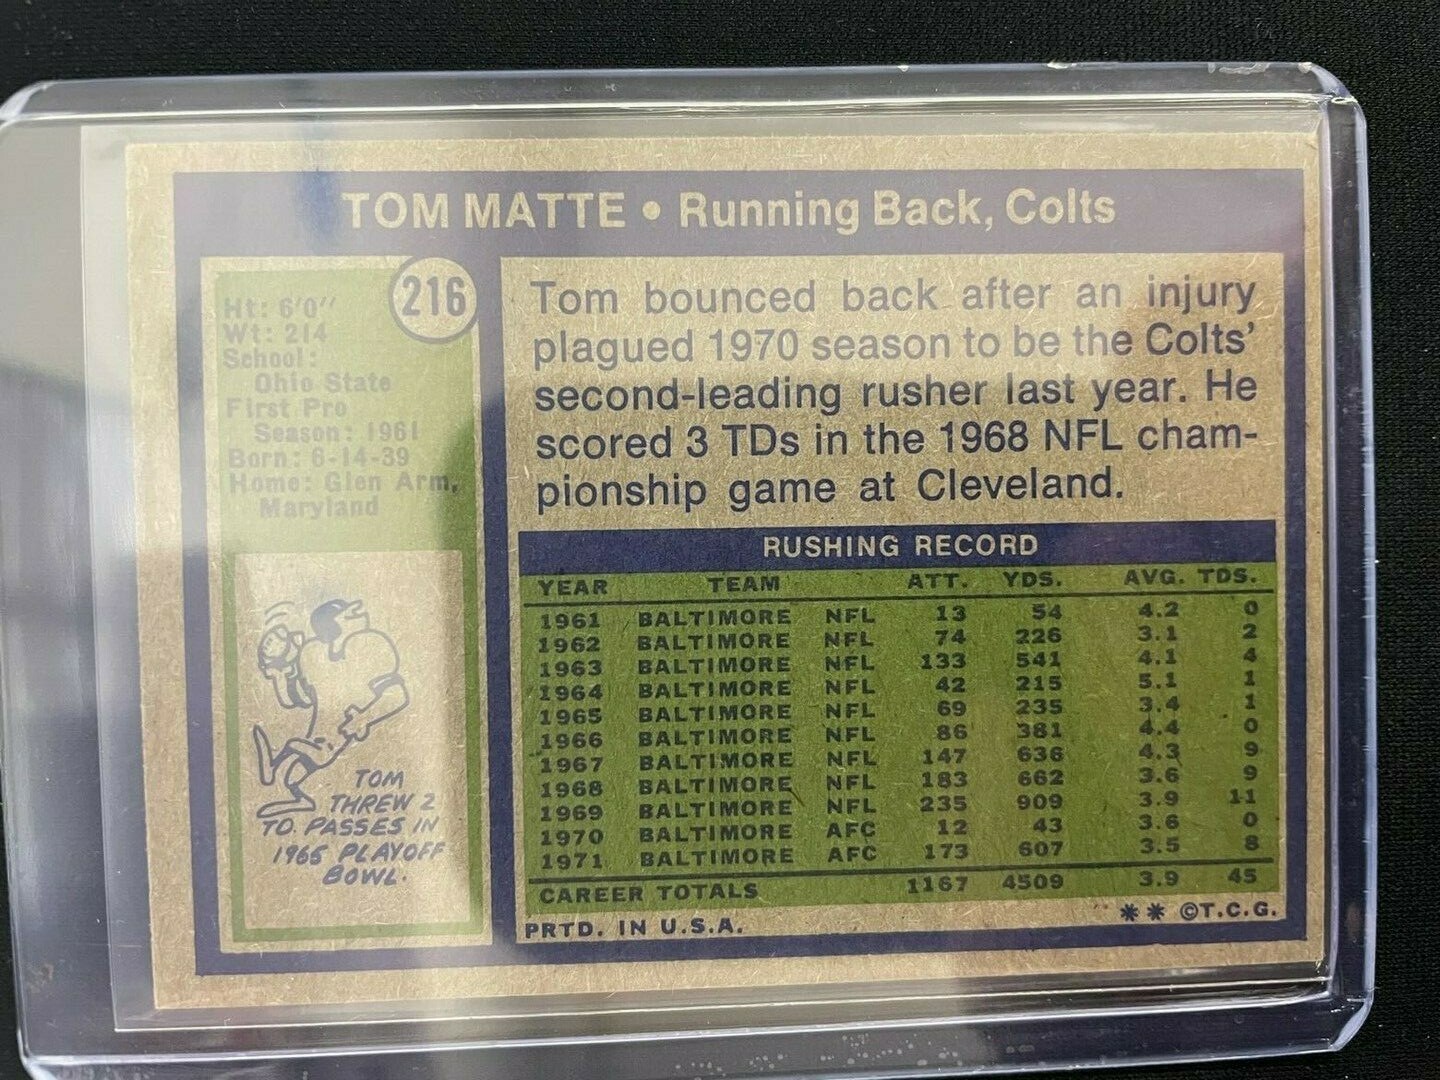 TOM MATTE • Running Back, Colts
216
Ht: 6'0"
Wt: 214
School:
Ohio State
First Pro
Season: 1961
Born: 6-14-39
Home: Glen Arm,
Maryland
TOM
THREW 2
TD. PASSES IN
1965 PLAYOFF
BOWL.
Tom bounced back after an injury
plagued 1970 season to be the Colts'
second-leading rusher last year. He
scored 3 TDs in the 1968 NFL cham-
pionship game at Cleveland.
RUSHING RECORD
YEAR TEAM ATT. YDS. AVG. TDS.
1961 BALTIMORE NFL 13 54 4.2 0
1962 BALTIMORE NFL 74 226 3.1 2
1963 BALTIMORE NFL 133 541 4.1 4
1964 BALTIMORE NFL 42 215 5.1 1
1965 BALTIMORE NFL 69 235 3.4 1
1966 BALTIMORE NFL 86 381 4.4 0
1967 BALTIMORE NFL 147 636 4.3 9
1968 BALTIMORE NFL 183 662 3.6 9
1969 BALTIMORE NFL 235 909 3.9 11
1970 BALTIMORE AFC 12 43 3.6 0
1971 BALTIMORE AFC 173 607 3.5 8
CAREER TOTALS 1167 4509 3.9 45
PRTD. IN U.S.A. ** ©T.C.G.